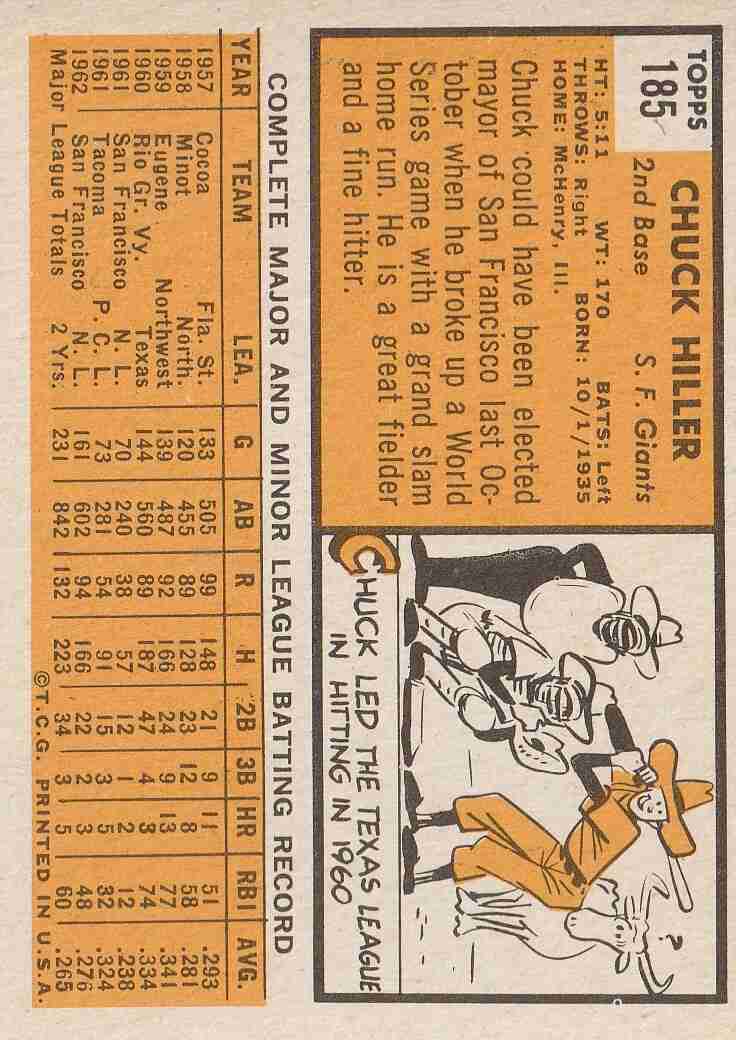 TOPPS
185
CHUCK HILLER
2nd Base S. F. Giants
HT: 5:11 WT: 170 BATS: Left
THROWS: Right BORN: 10/1/1935
HOME: McHenry, Ill.
Chuck could have been elected
mayor of San Francisco last Oc-
tober when he broke up a World
Series game with a grand slam
home run. He is a great fielder
and a fine hitter.
?
CHUCK LED THE TEXAS LEAGUE
IN HITTING IN 1960
COMPLETE MAJOR AND MINOR LEAGUE BATTING RECORD
YEAR TEAM LEA. G AB R H 2B 3B HR RBI AVG.
1957 Cocoa Fla. St. 133 505 99 148 21 9 11 51 .293
1958 Minot North. 120 455 89 128 23 12 8 58 .281
1959 Eugene Northwest 139 487 92 166 24 9 13 77 .341
1960 Rio Gr. Vy. Texas 144 560 89 187 47 4 3 74 .334
1961 San Francisco N. L. 70 240 38 57 12 1 2 12 .238
1961 Tacoma P. C. L. 73 281 54 91 15 3 5 32 .324
1962 San Francisco N. L. 161 602 94 166 22 2 3 48 .276
Major League Totals 2 Yrs. 231 842 132 223 34 3 5 60 .265
©T.C.G. PRINTED IN U.S.A.